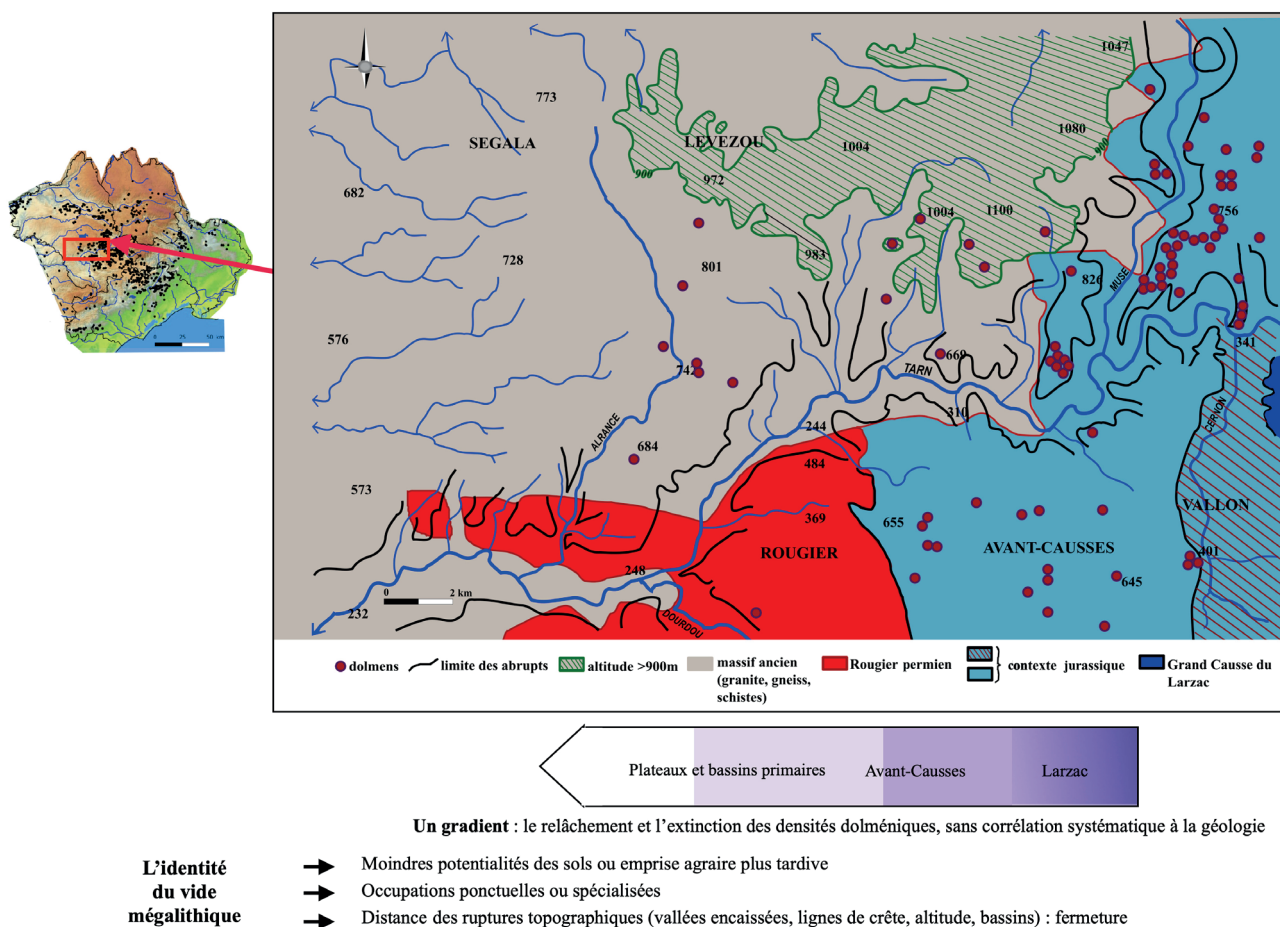 1047
773
SEGALA
LEVEZOU
1004
1080
900
900
972
682
1004
1100
756
983
728
801
826
MUSE
576
341
742
669
TARN
310
CERNON
244
ALRANCE
684
484
573
VALLON
655
369
ROUGIER
AVANT-CAUSSES
401
248
645
0 2 km
232
DOURDOU
0 25 50 km
dolmens
limite des abrupts
altitude >900m
massif ancien
(granite, gneiss,
schistes)
Rougier permien
contexte jurassique
Grand Causse du
Larzac
Plateaux et bassins primaires
Avant-Causses
Larzac
Un gradient : le relâchement et l’extinction des densités dolméniques, sans corrélation systématique à la géologie
L’identité
du vide
mégalithique
Moindres potentialités des sols ou emprise agraire plus tardive
Occupations ponctuelles ou spécialisées
Distance des ruptures topographiques (vallées encaissées, lignes de crête, altitude, bassins) : fermeture